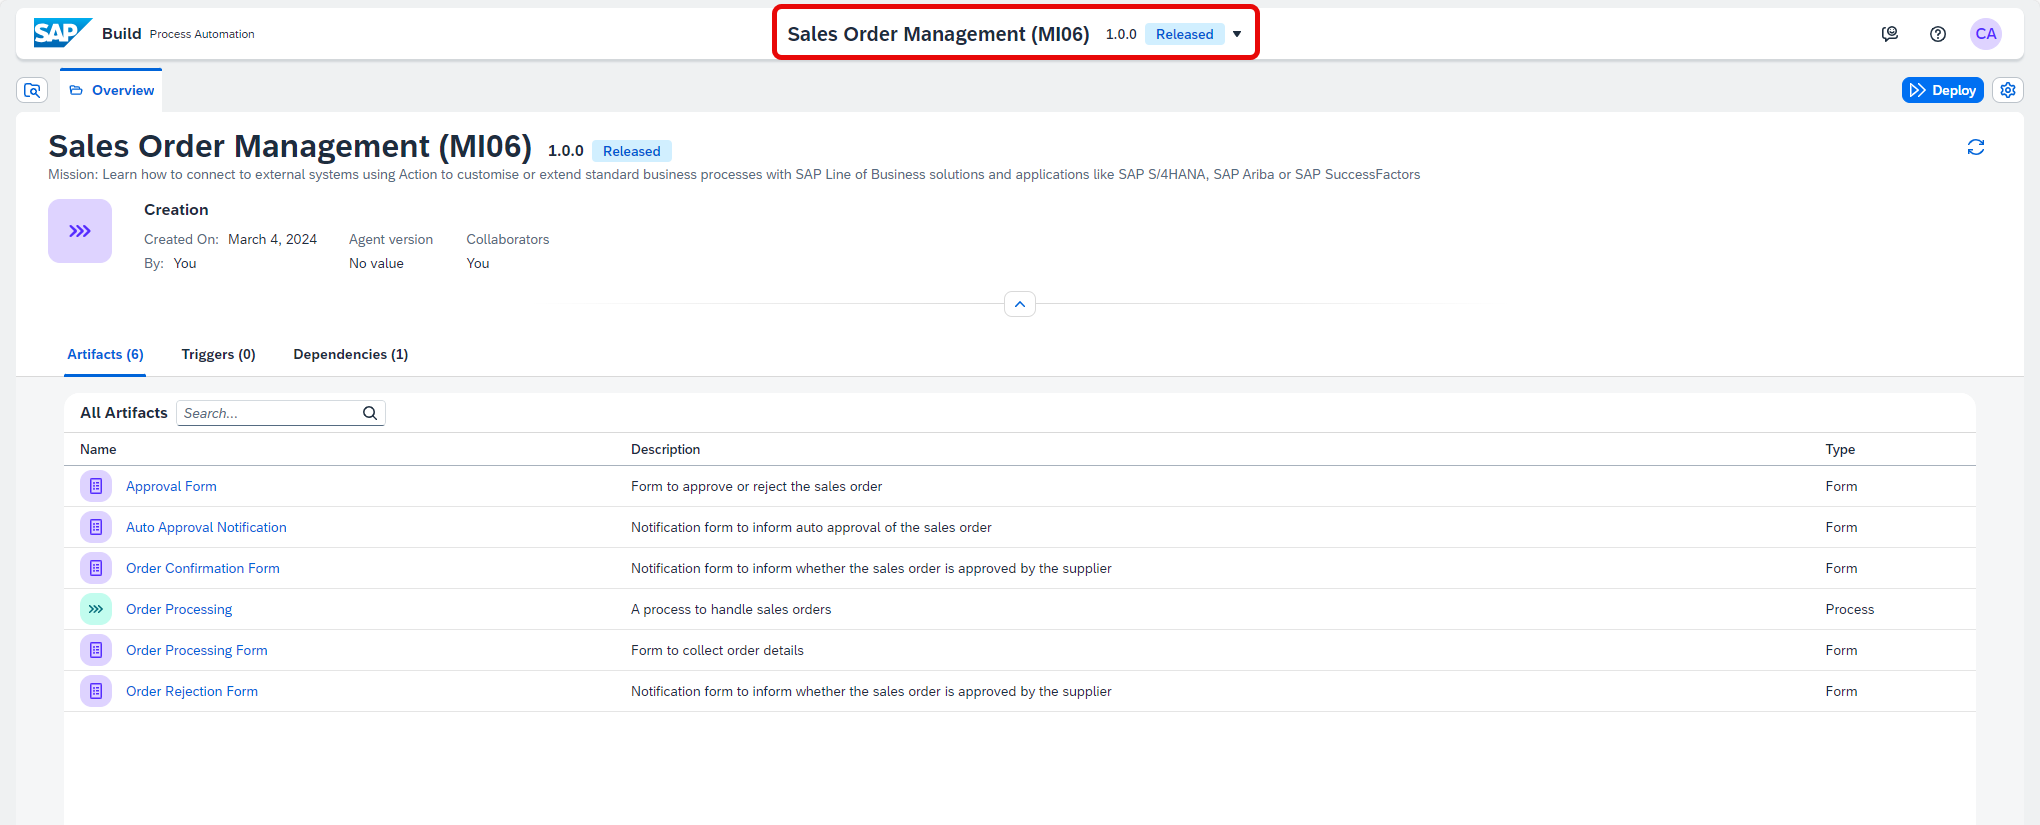 SAP Build Process Automation Sales Order Management (MI06) 1.0.0 Released CA
Overview Deploy
Sales Order Management (MI06) 1.0.0 Released
Mission: Learn how to connect to external systems using Action to customise or extend standard business processes with SAP Line of Business solutions and applications like SAP S/4HANA, SAP Ariba or SAP SuccessFactors
Creation
Created On: March 4, 2024 Agent version Collaborators
By: You No value You
Artifacts (6) Triggers (0) Dependencies (1)
All Artifacts Search...
Name Description Type
Approval Form Form to approve or reject the sales order Form
Auto Approval Notification Notification form to inform auto approval of the sales order Form
Order Confirmation Form Notification form to inform whether the sales order is approved by the supplier Form
Order Processing A process to handle sales orders Process
Order Processing Form Form to collect order details Form
Order Rejection Form Notification form to inform whether the sales order is approved by the supplier Form